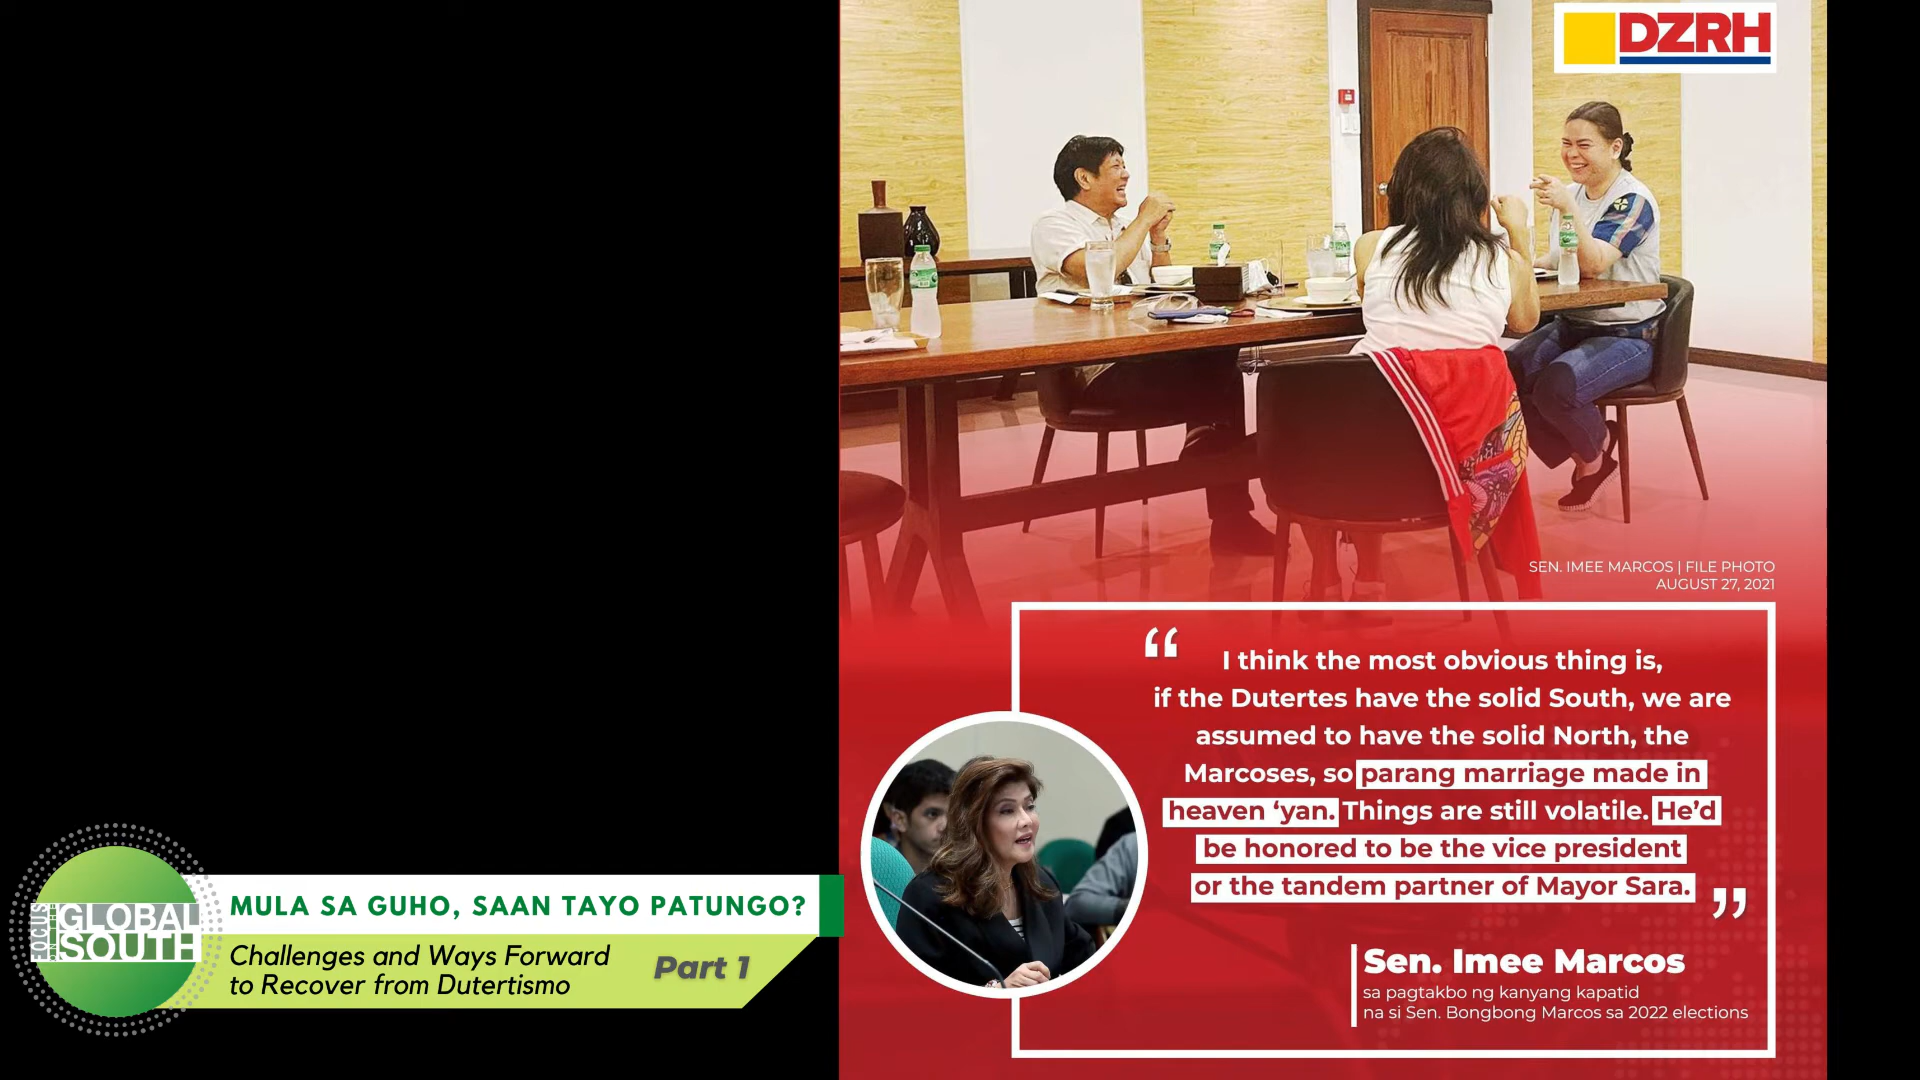 DZRH
SEN. IMEE MARCOS | FILE PHOTO
AUGUST 27, 2021
“ I think the most obvious thing is,
if the Dutertes have the solid South, we are
assumed to have the solid North, the
Marcoses, so parang marriage made in
heaven ‘yan. Things are still volatile. He’d
be honored to be the vice president
or the tandem partner of Mayor Sara. ”
Sen. Imee Marcos
sa pagtakbo ng kanyang kapatid
na si Sen. Bongbong Marcos sa 2022 elections
FOCUS
ON THE
GLOBAL
SOUTH
MULA SA GUHO, SAAN TAYO PATUNGO?
Challenges and Ways Forward
to Recover from Dutertismo
Part 1